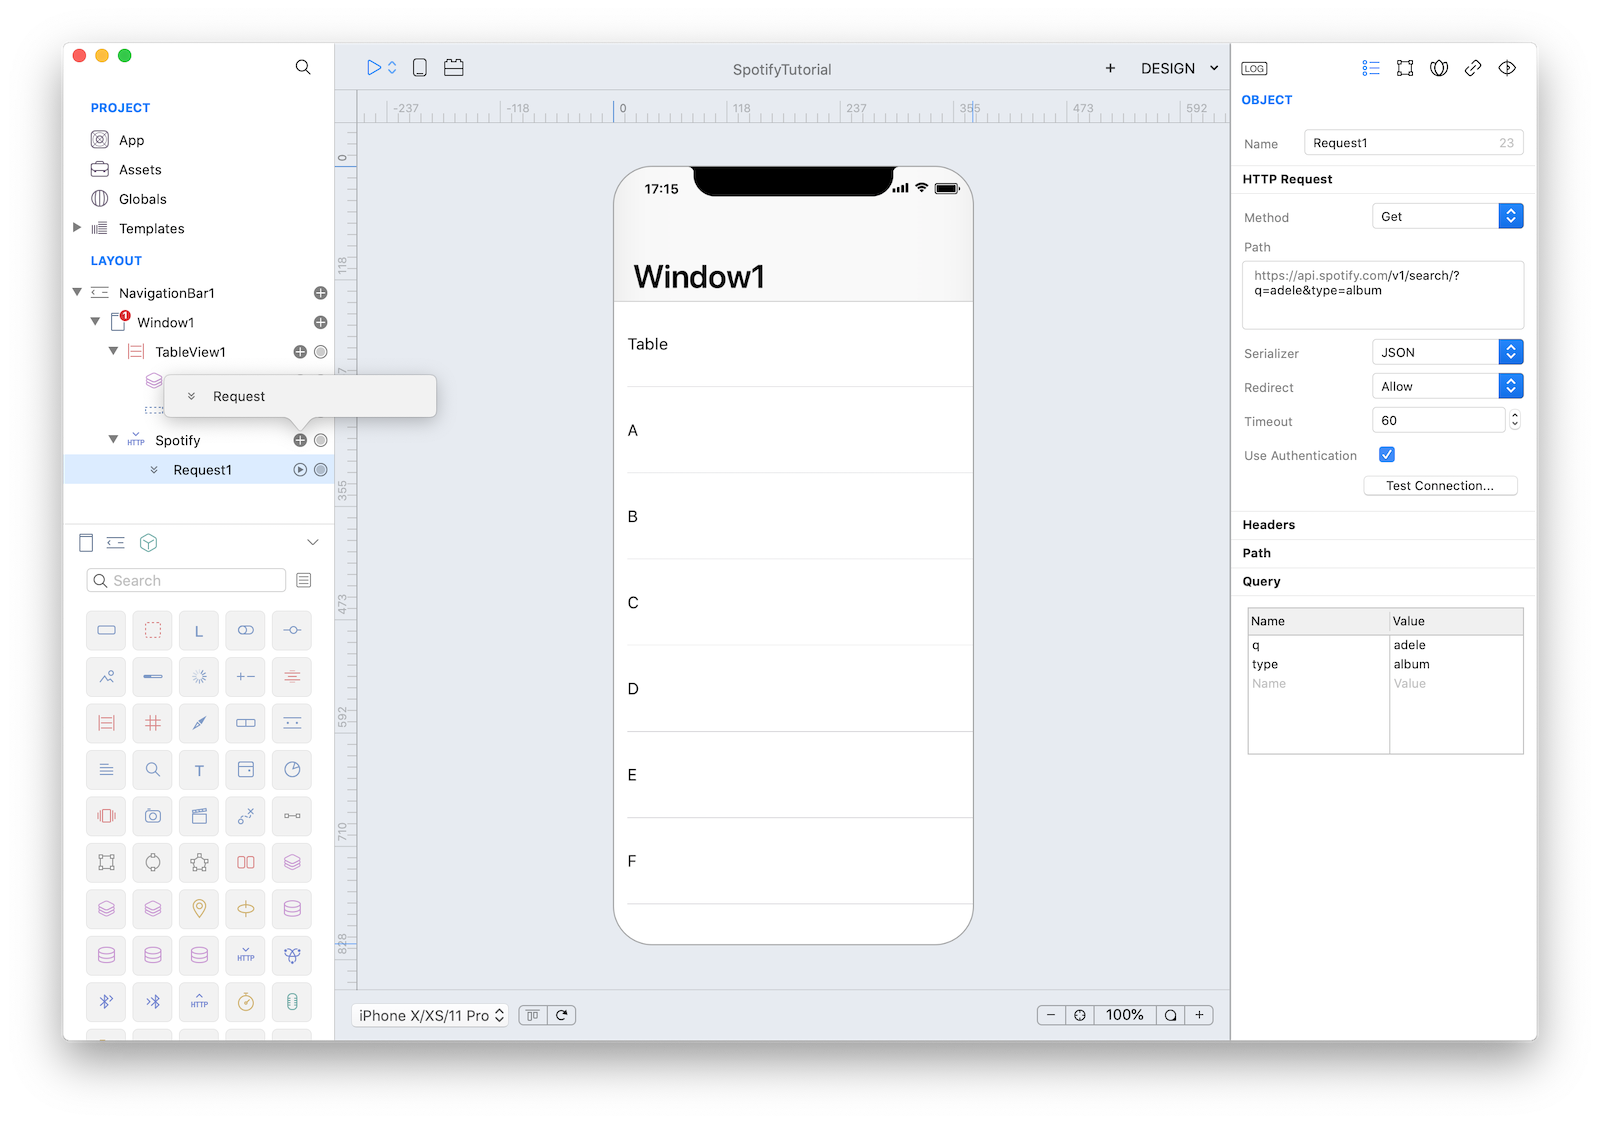 SpotifyTutorial
DESIGN
PROJECT
App
Assets
Globals
Templates
LAYOUT
NavigationBar1
1
Window1
TableView1
Request
HTTP
Spotify
Request1
Search
L
T
HTTP
HTTP
-237
-118
0
118
237
355
473
592
0
118
355
473
592
710
828
17:15
Window1
Table
A
B
C
D
E
F
iPhone X/XS/11 Pro
100%
LOG
OBJECT
Name
Request1
23
HTTP Request
Method
Get
Path
https://api.spotify.com/v1/search/?
q=adele&type=album
Serializer
JSON
Redirect
Allow
Timeout
60
Use Authentication
Test Connection...
Headers
Path
Query
Name Value
q adele
type album
Name Value